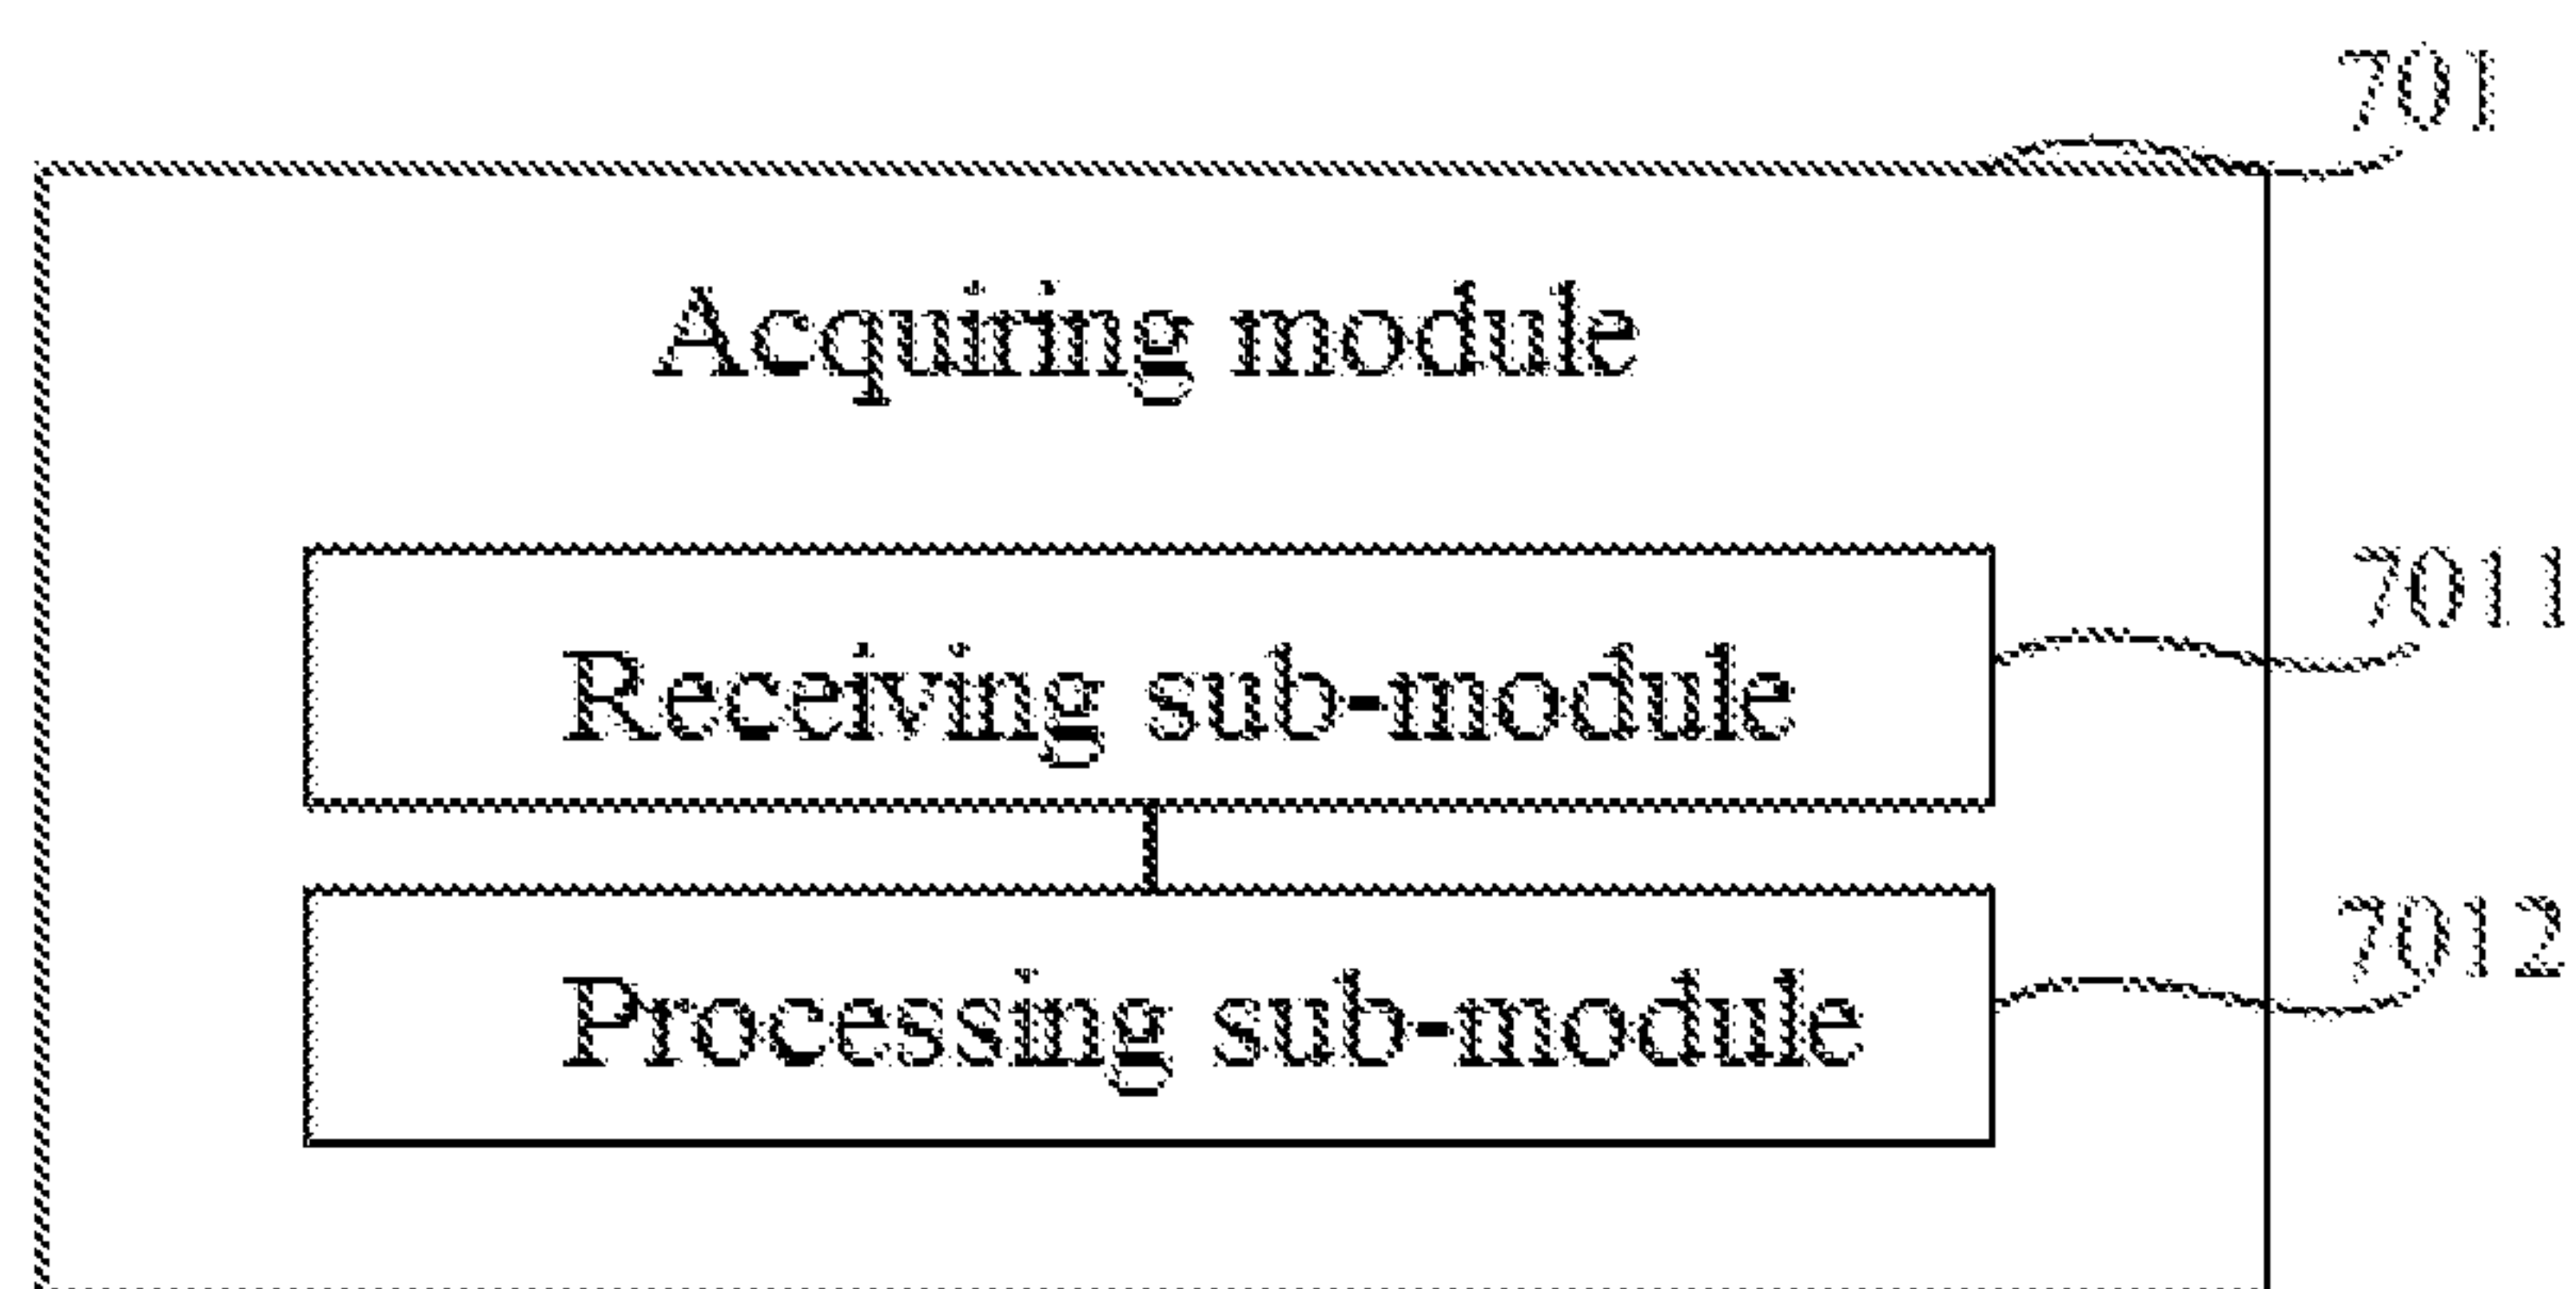 701
Acquiring module
7011
Receiving sub-module
7012
Processing sub-module